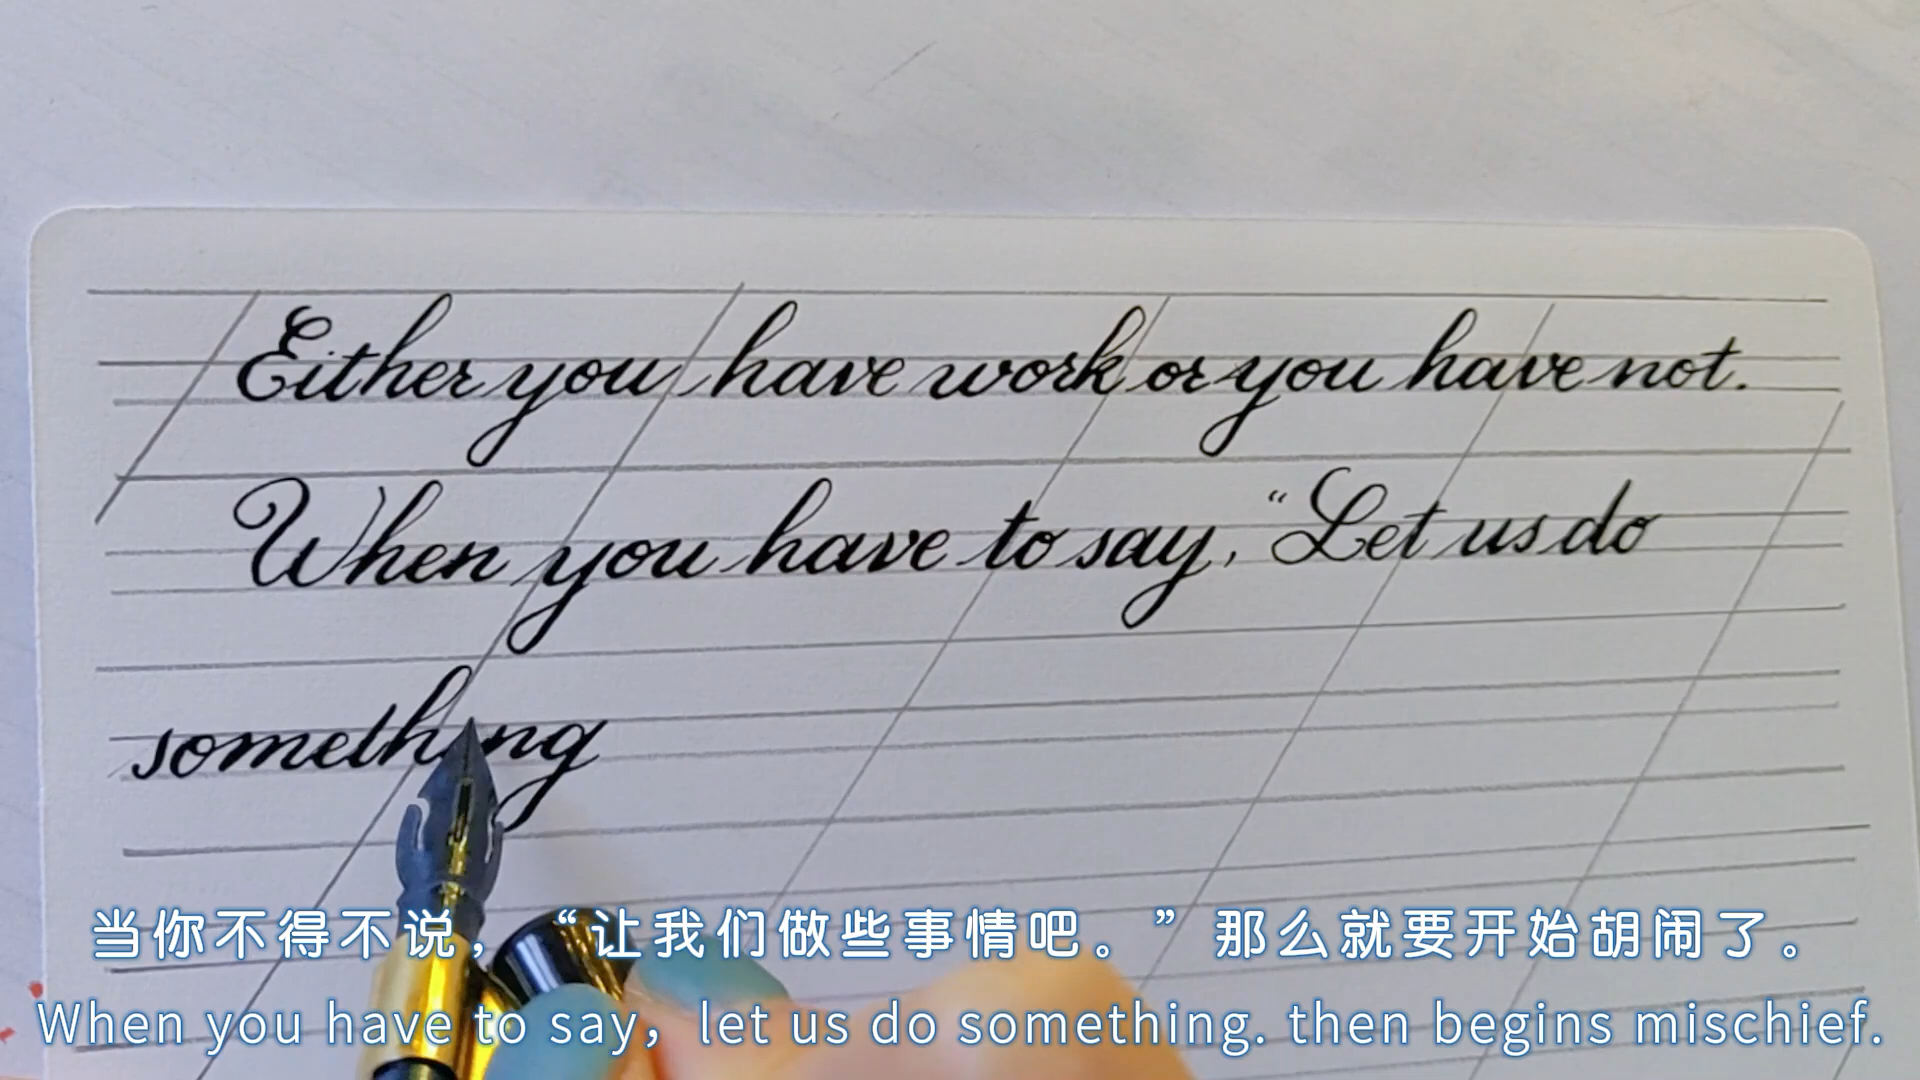 Either you have work or you have not.
When you have to say, “Let us do
something
当你不得不说，“让我们做些事情吧。”那么就要开始胡闹了。
When you have to say，let us do something. then begins mischief.